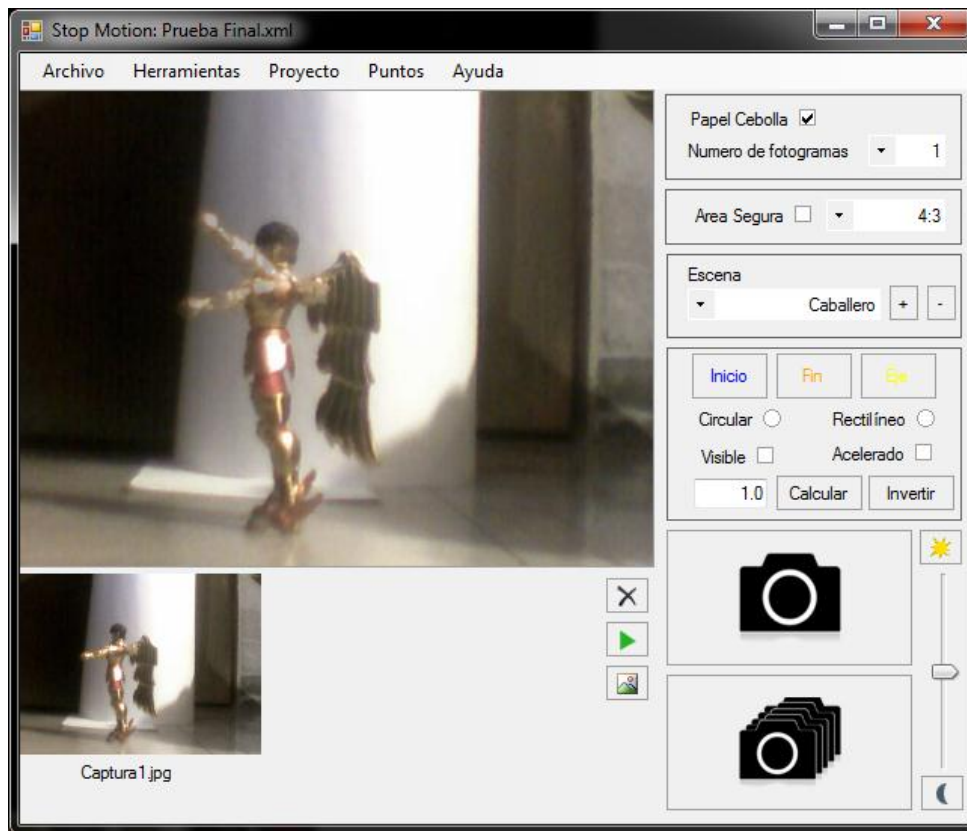 Stop Motion: Prueba Final.xml
Archivo Herramientas Proyecto Puntos Ayuda
Papel Cebolla
Numero de fotogramas 1
Area Segura 4:3
Escena
Caballero + -
Inicio Fin Eje
Circular Rectilíneo
Visible Acelerado
1.0 Calcular Invertir
Captura1.jpg